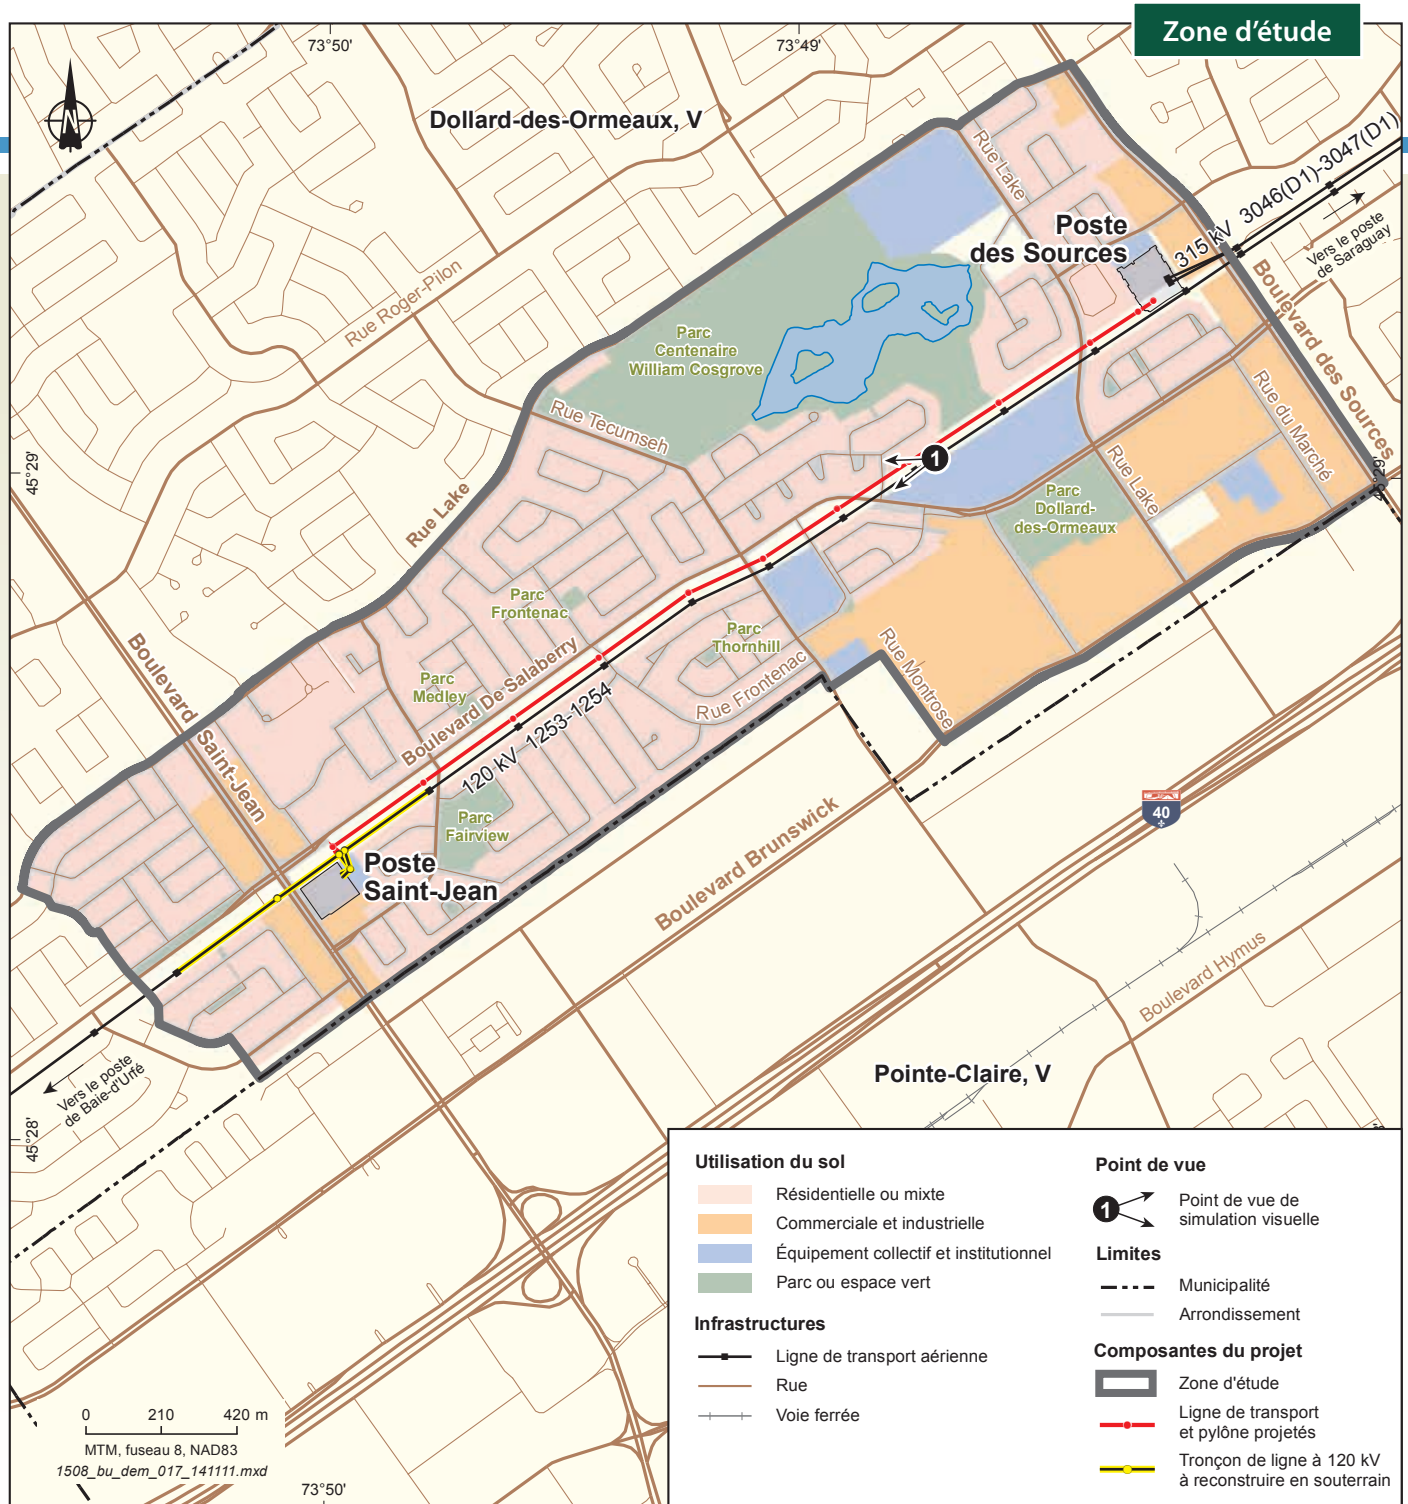 Zone d'étude
73°50'
73°49'
N
Dollard-des-Ormeaux, V
Rue Lake
Poste
des Sources
315 kV 3046(D1)-3047(D1)
Vers le poste
de Saraguay
Boulevard des Sources
Rue Roger-Pilon
Parc
Centenaire
William Cosgrove
Rue Tecumseh
Rue du Marché
45°29'
45°29'
1
Rue Lake
Parc
Dollard-
des-Ormeaux
Rue Lake
Parc
Frontenac
Parc
Thornhill
Rue Montrose
Boulevard Saint-Jean
Parc
Medley
Boulevard De Salaberry
Rue Frontenac
120 kV 1253-1254
Parc
Fairview
40
Boulevard Brunswick
Poste
Saint-Jean
Boulevard Hymus
Vers le poste
de Baie-d'Urfé
Pointe-Claire, V
45°28'
Utilisation du sol
Résidentielle ou mixte
Commerciale et industrielle
Équipement collectif et institutionnel
Parc ou espace vert
Infrastructures
Ligne de transport aérienne
Rue
Voie ferrée
Point de vue
1
Point de vue de
simulation visuelle
Limites
Municipalité
Arrondissement
Composantes du projet
Zone d'étude
Ligne de transport
et pylône projetés
Tronçon de ligne à 120 kV
à reconstruire en souterrain
0 210 420 m
MTM, fuseau 8, NAD83
1508_bu_dem_017_141111.mxd
73°50'